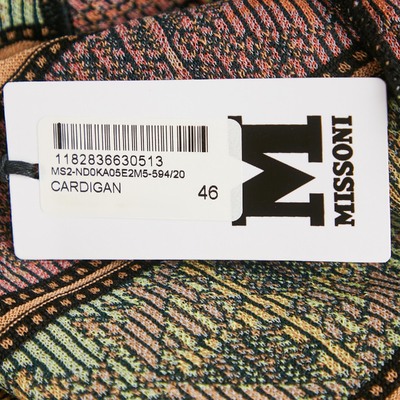 1182836630513
MS2-ND0KA05E2M5-594/20
CARDIGAN 46
M
MISSONI